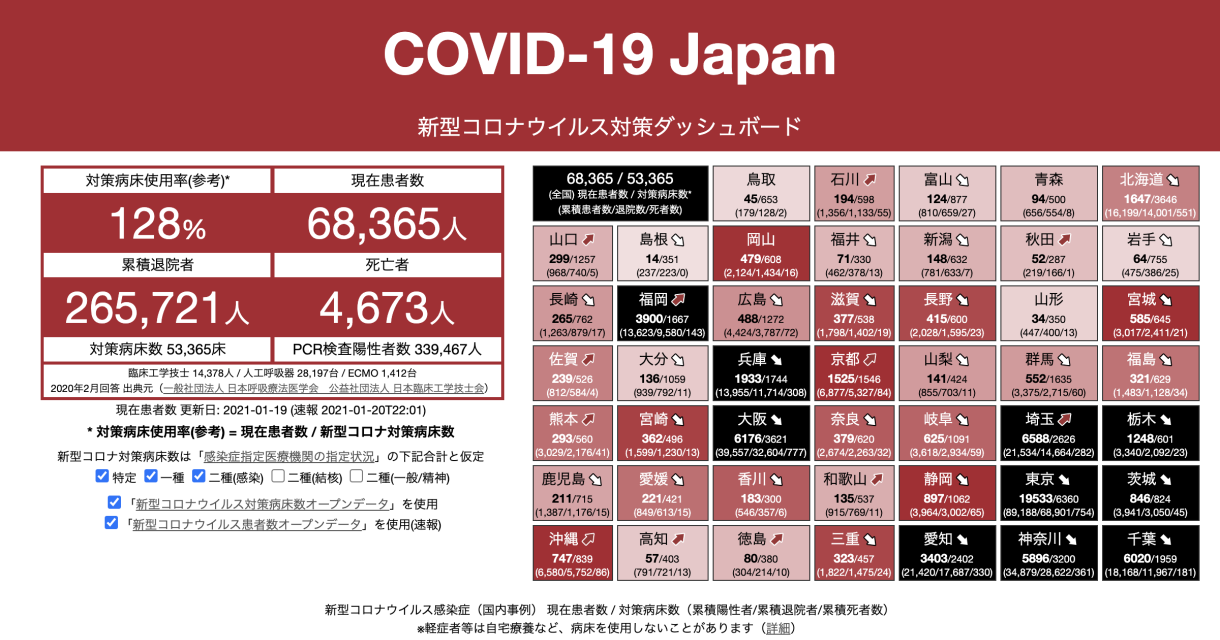 COVID-19 Japan
新型コロナウイルス対策ダッシュボード
対策病床使用率(参考)*
現在患者数
128%
68,365人
累積退院者
死亡者
265,721人
4,673人
対策病床数 53,365床
PCR検査陽性者数 339,467人
臨床工学技士 14,378人 / 人工呼吸器 28,197台 / ECMO 1,412台
2020年2月回答 出典元（一般社団法人 日本呼吸療法医学会　公益社団法人 日本臨床工学技士会）
現在患者数 更新日: 2021-01-19 (速報 2021-01-20T22:01)
* 対策病床使用率(参考) = 現在患者数 / 新型コロナ対策病床数
新型コロナ対策病床数は「感染症指定医療機関の指定状況」の下記合計と仮定
特定 一種 二種(感染) 二種(結核) 二種(一般/精神)
「新型コロナウイルス対策病床数オープンデータ」を使用
「新型コロナウイルス患者数オープンデータ」を使用(速報)
68,365 / 53,365
(全国) 現在患者数 / 対策病床数*
(累積患者数/退院数/死者数)
鳥取
45/653
(179/128/2)
石川
194/598
(1,356/1,133/55)
富山
124/877
(810/659/27)
青森
94/500
(656/554/8)
北海道
1647/3646
(16,199/14,001/551)
山口
299/1257
(968/740/5)
島根
14/351
(237/223/0)
岡山
479/608
(2,124/1,434/16)
福井
71/330
(462/378/13)
新潟
148/632
(781/633/7)
秋田
52/287
(219/166/1)
岩手
64/755
(475/386/25)
長崎
265/762
(1,263/879/17)
福岡
3900/1667
(13,623/9,580/143)
広島
488/1272
(4,424/3,787/72)
滋賀
377/538
(1,798/1,402/19)
長野
415/600
(2,028/1,595/23)
山形
34/350
(447/400/13)
宮城
585/645
(3,017/2,411/21)
佐賀
239/526
(812/584/4)
大分
136/1059
(939/792/11)
兵庫
1933/1744
(13,955/11,714/308)
京都
1525/1546
(6,877/5,327/84)
山梨
141/424
(855/703/11)
群馬
552/1635
(3,375/2,715/60)
福島
321/629
(1,483/1,128/34)
熊本
293/560
(3,029/2,176/41)
宮崎
362/496
(1,599/1,230/13)
大阪
6176/3621
(39,557/32,604/777)
奈良
379/620
(2,674/2,263/32)
岐阜
625/1091
(3,618/2,934/59)
埼玉
6588/2626
(21,534/14,664/282)
栃木
1248/601
(3,340/2,092/23)
鹿児島
211/715
(1,387/1,176/15)
愛媛
221/421
(849/613/15)
香川
183/300
(546/357/6)
和歌山
135/537
(915/769/11)
静岡
897/1062
(3,964/3,002/65)
東京
19533/6360
(89,188/68,901/754)
茨城
846/824
(3,941/3,050/45)
沖縄
747/839
(6,580/5,752/86)
高知
57/403
(791/721/13)
徳島
80/380
(304/214/10)
三重
323/457
(1,822/1,475/24)
愛知
3403/2402
(21,420/17,687/330)
神奈川
5896/3200
(34,879/28,622/361)
千葉
6020/1959
(18,168/11,967/181)
新型コロナウイルス感染症（国内事例） 現在患者数 / 対策病床数（累積陽性者/累積退院者/累積死者数）
※軽症者等は自宅療養など、病床を使用しないことがあります（詳細）